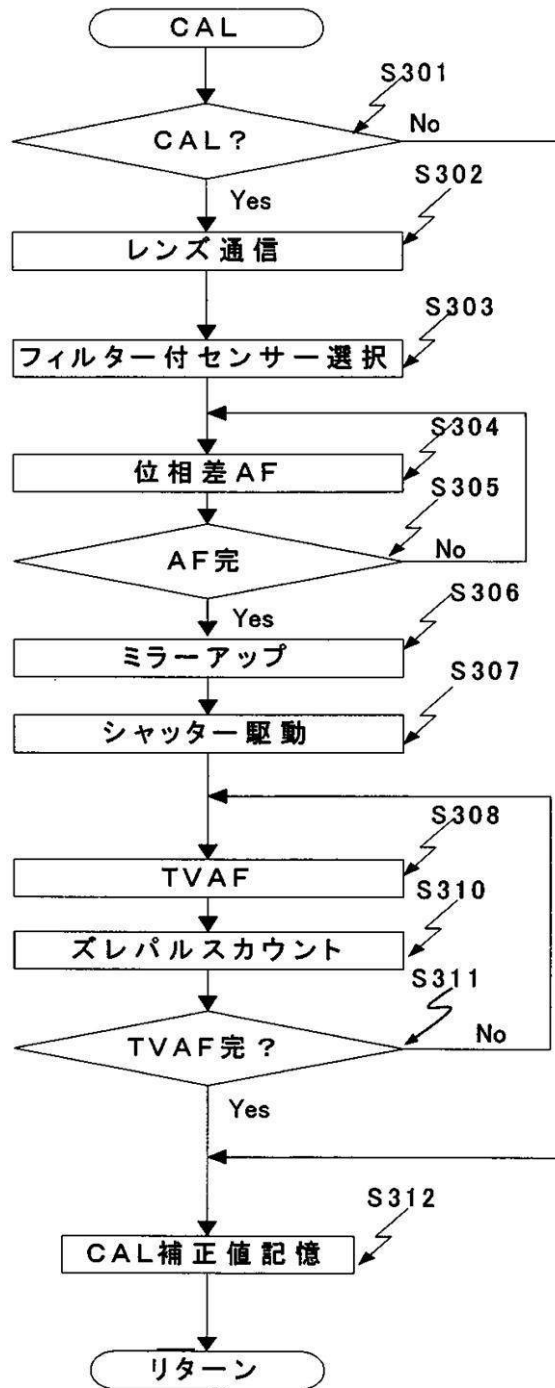 CAL
S301
CAL?
No
Yes
S302
レンズ通信
S303
フィルター付センサー選択
S304
位相差AF
S305
AF完
No
Yes
S306
ミラーアップ
S307
シャッター駆動
S308
TVAF
S310
ズレパルスカウント
S311
TVAF完?
No
Yes
S312
CAL補正値記憶
リターン